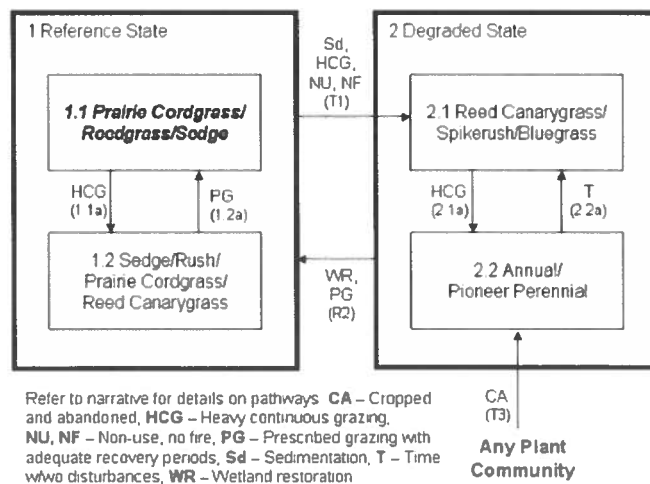 1 Reference State
1.1 Prairie Cordgrass/
Reedgrass/Sedge
HCG
(1.1a)
PG
(1.2a)
1.2 Sedge/Rush/
Prairie Cordgrass/
Reed Canarygrass
Sd,
HCG,
NU, NF
(T1)
WR,
PG
(R2)
2 Degraded State
2.1 Reed Canarygrass/
Spikerush/Bluegrass
HCG
(2.1a)
T
(2.2a)
2.2 Annual/
Pioneer Perennial
CA
(T3)
Any Plant
Community
Refer to narrative for details on pathways CA – Cropped
and abandoned, HCG – Heavy continuous grazing,
NU, NF – Non-use, no fire, PG – Prescribed grazing with
adequate recovery periods, Sd – Sedimentation, T – Time
w/wo disturbances, WR – Wetland restoration